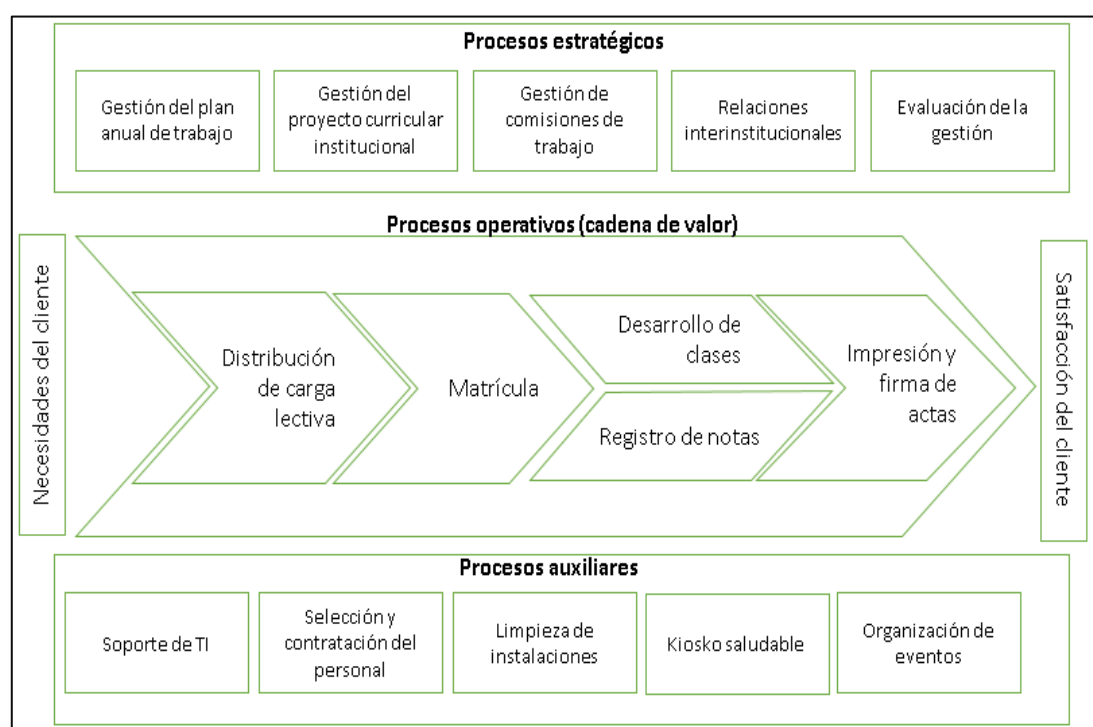 Procesos estratégicos
Gestión del plan
anual de trabajo
Gestión del
proyecto curricular
institucional
Gestión de
comisiones de
trabajo
Relaciones
interinstitucionales
Evaluación de la
gestión
Procesos operativos (cadena de valor)
Necesidades del cliente
Distribución
de carga
lectiva
Matrícula
Desarrollo de
clases
Registro de notas
Impresión y
firma de
actas
Satisfacción del cliente
Procesos auxiliares
Soporte de TI
Selección y
contratación del
personal
Limpieza de
instalaciones
Kiosko saludable
Organización de
eventos